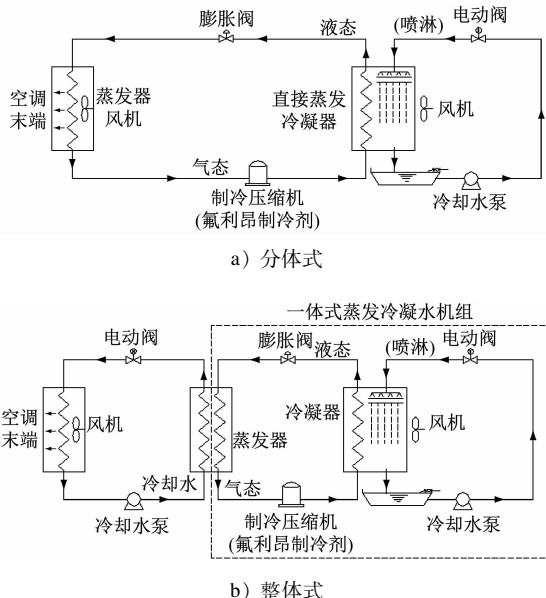 膨胀阀
液态
(喷淋)
电动阀
空调
末端
蒸发器
风机
直接蒸发
冷凝器
风机
气态
制冷压缩机
(氟利昂制冷剂)
冷却水泵
a）分体式
一体式蒸发冷凝水机组
电动阀
膨胀阀
液态
(喷淋)
电动阀
空调
末端
风机
蒸发器
冷凝器
风机
冷却水
气态
冷却水泵
制冷压缩机
(氟利昂制冷剂)
冷却水泵
b）整体式